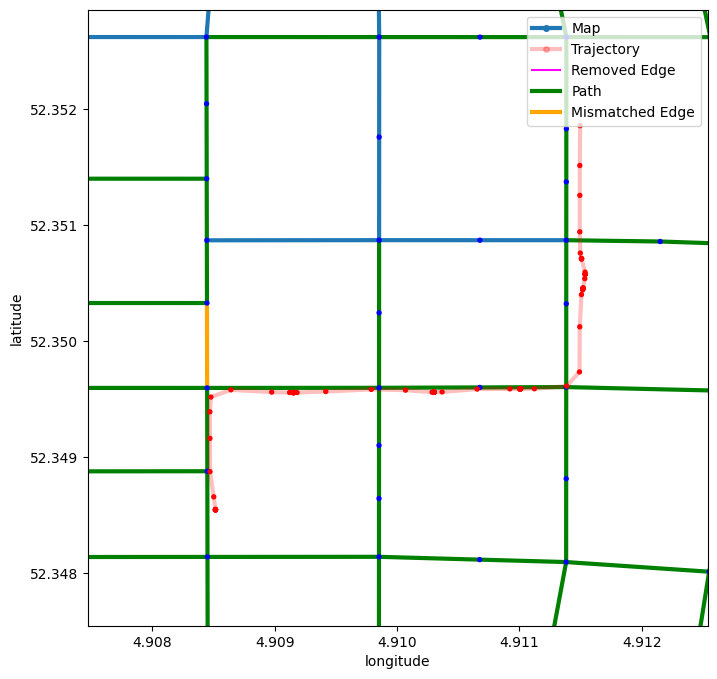 Map
Trajectory
Removed Edge
Path
Mismatched Edge
52.352
52.351
52.350
52.349
52.348
latitude
4.908 4.909 4.910 4.911 4.912
longitude